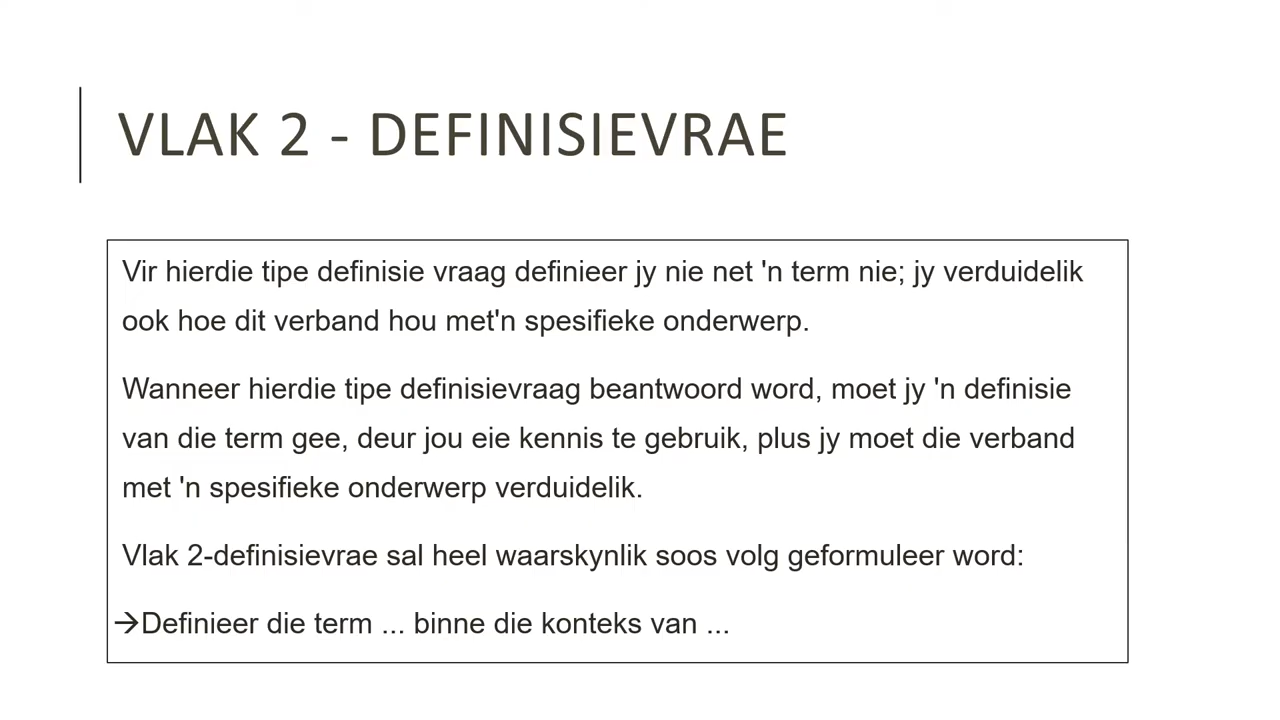 VLAK 2 - DEFINISIEVRAE
Vir hierdie tipe definisie vraag definieer jy nie net 'n term nie; jy verduidelik
ook hoe dit verband hou met'n spesifieke onderwerp.
Wanneer hierdie tipe definisievraag beantwoord word, moet jy 'n definisie
van die term gee, deur jou eie kennis te gebruik, plus jy moet die verband
met 'n spesifieke onderwerp verduidelik.
Vlak 2-definisievrae sal heel waarskynlik soos volg geformuleer word:
→Definieer die term ... binne die konteks van ...